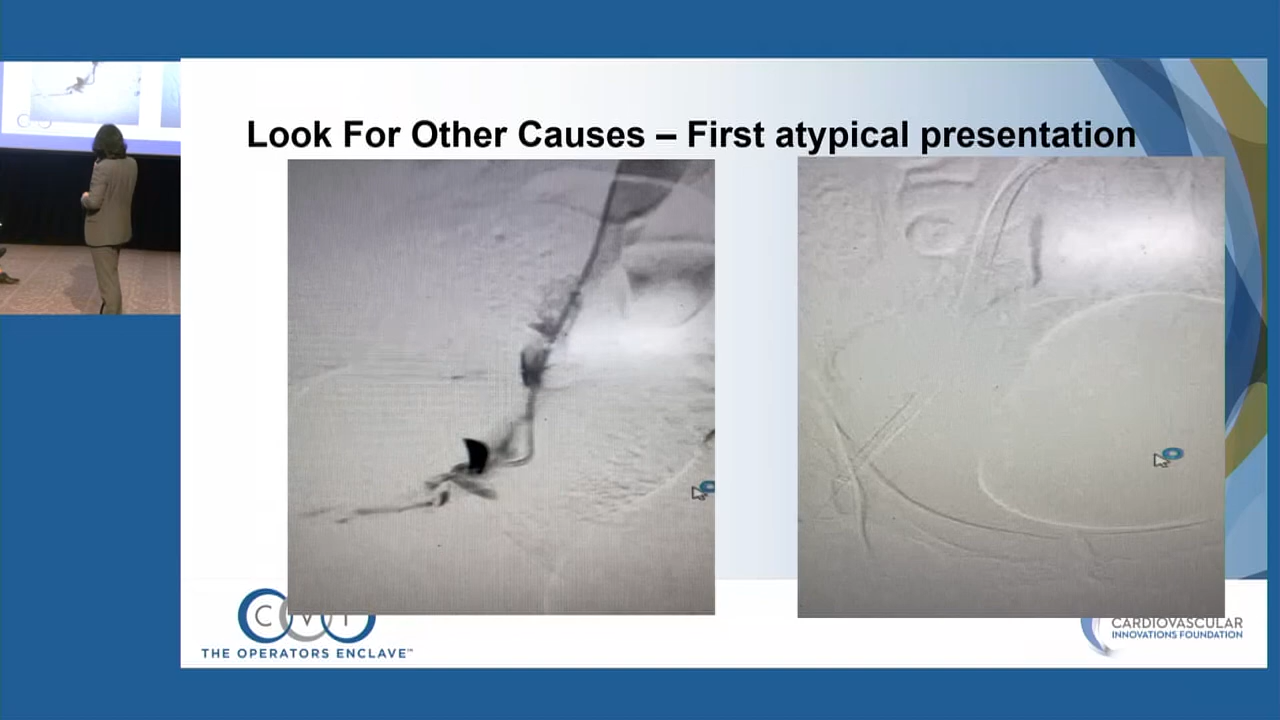 Look For Other Causes – First atypical presentation
CVI
THE OPERATORS ENCLAVE™
CARDIOVASCULAR
INNOVATIONS FOUNDATION